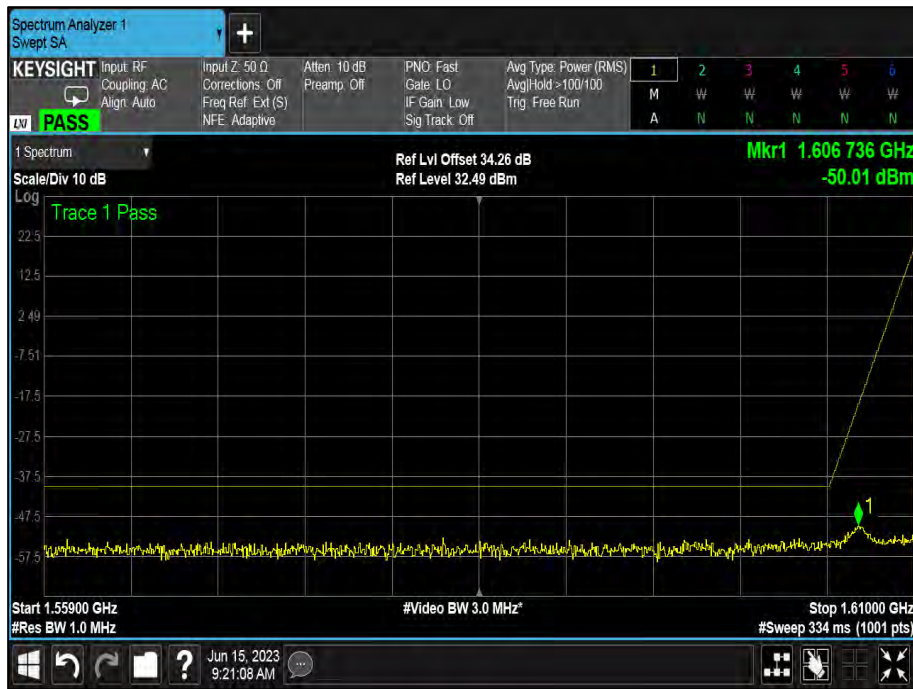 Spectrum Analyzer 1
Swept SA
+
KEYSIGHT
Input: RF
Coupling: AC
Align: Auto
Input Z: 50 Ω
Corrections: Off
Freq Ref: Ext (S)
NFE: Adaptive
Atten: 10 dB
Preamp: Off
PNO: Fast
Gate: LO
IF Gain: Low
Sig Track: Off
Avg Type: Power (RMS)
Avg|Hold >100/100
Trig: Free Run
1 2 3 4 5 6
M W W W W W
A N N N N N
LXI PASS
1 Spectrum
Scale/Div 10 dB
Ref Lvl Offset 34.26 dB
Ref Level 32.49 dBm
Mkr1 1.606 736 GHz
-50.01 dBm
Log
Trace 1 Pass
22.5
12.5
2.49
-7.51
-17.5
-27.5
-37.5
-47.5
-57.5
1
Start 1.55900 GHz
#Res BW 1.0 MHz
#Video BW 3.0 MHz*
Stop 1.61000 GHz
#Sweep 334 ms (1001 pts)
?
Jun 15, 2023
9:21:08 AM